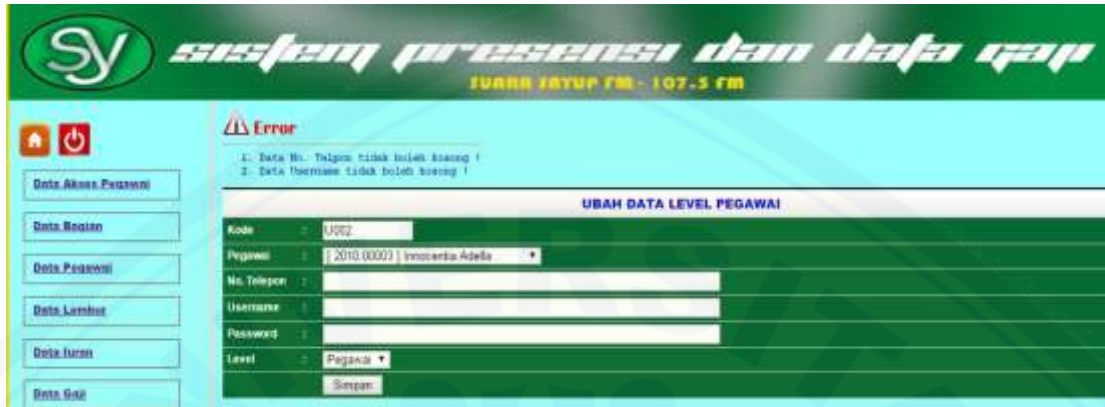 SY
sistem presensi dan data gaji
SUARA SATUP FM - 107.5 FM
Error
1. Data No. Telpon tidak boleh kosong !
2. Data Username tidak boleh kosong !
Data Akses Pegawai
Data Bagian
Data Pegawai
Data Lembur
Data Iuran
Data Gaji
UBAH DATA LEVEL PEGAWAI
Kode : U002
Pegawai : [ 2010.00003 ] Innocentia Adella
No. Telepon :
Username :
Password :
Level : Pegawai
Simpan